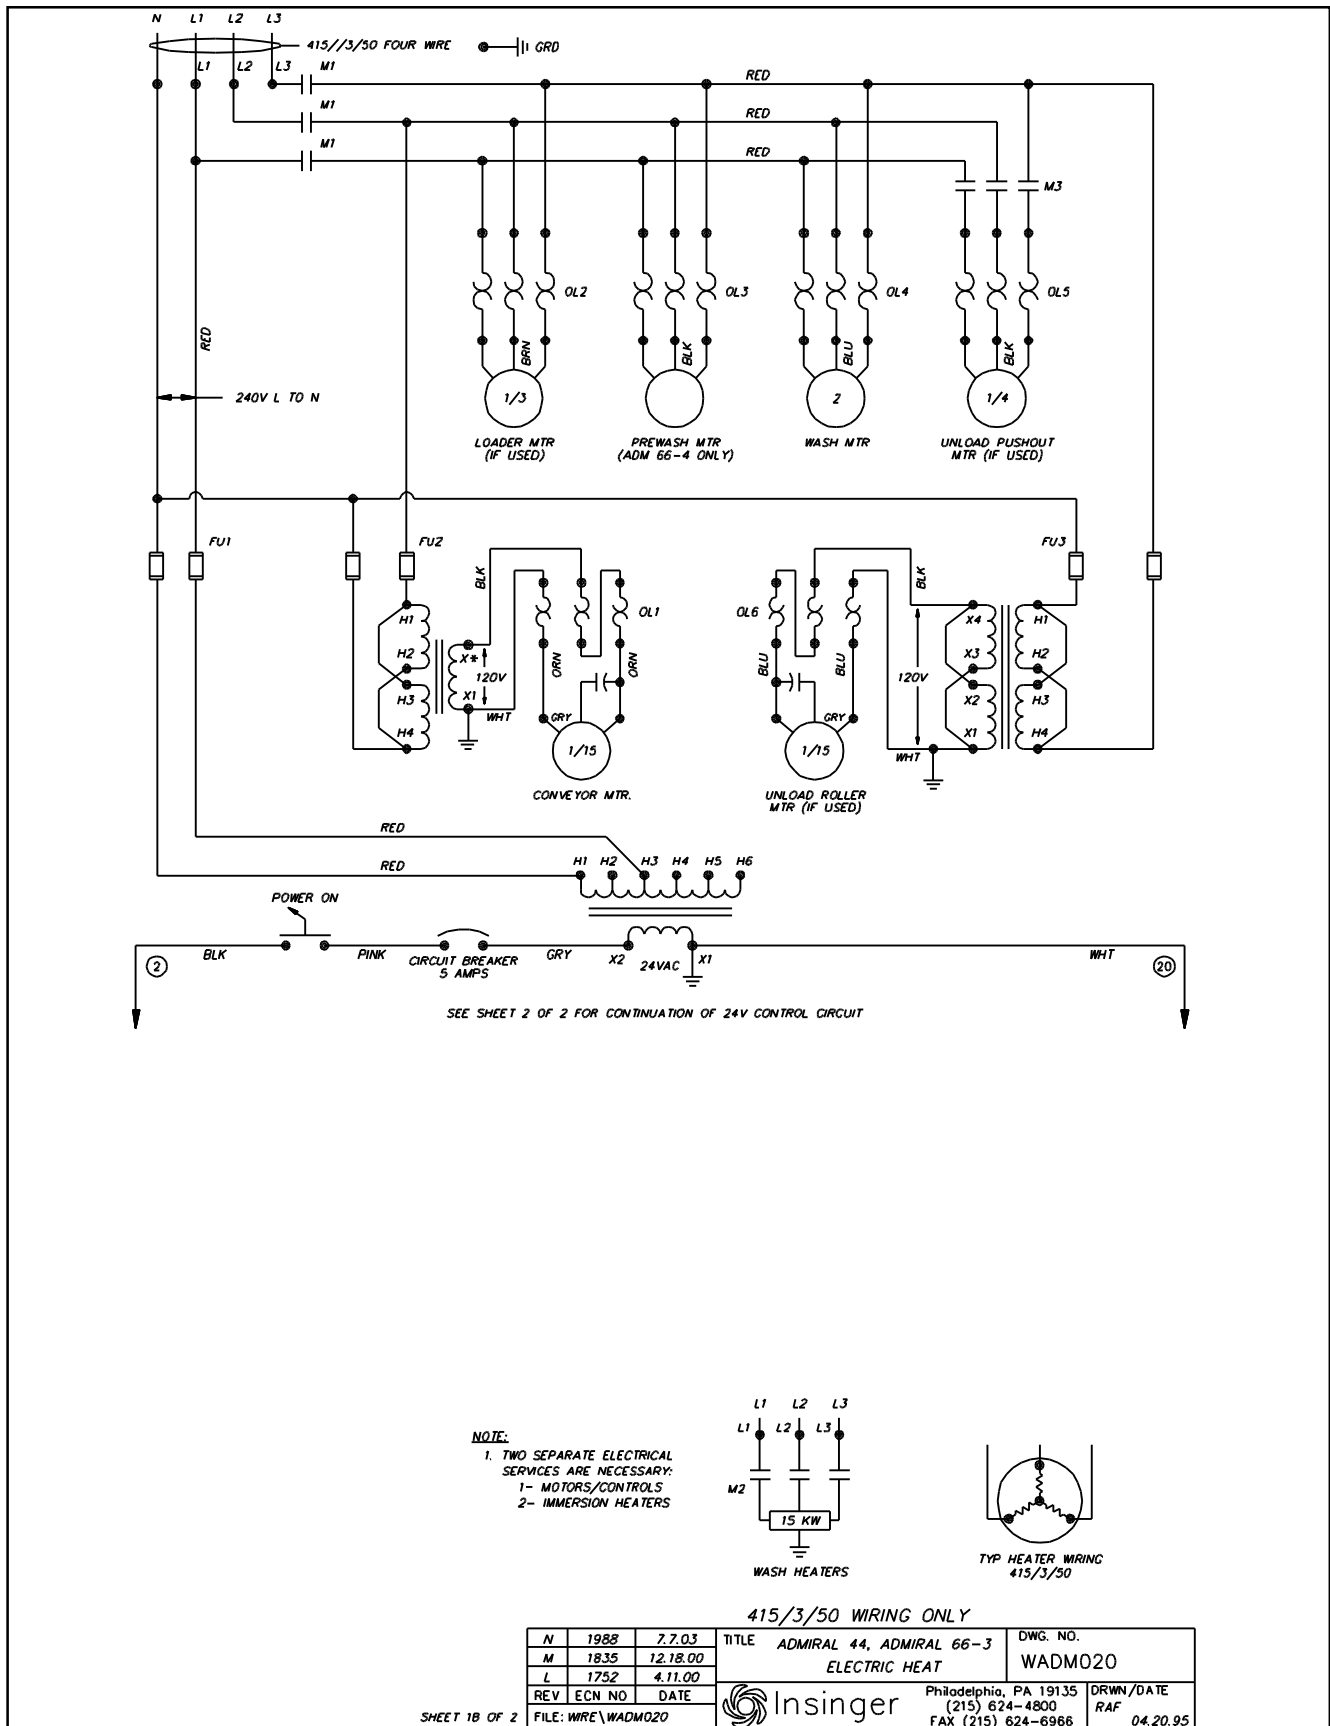 N L1 L2 L3
415//3/50 FOUR WIRE GRD
L1 L2 L3 M1 RED
M1 RED
M1 RED
M3
OL2 OL3 OL4 OL5
RED BRN BLK BLU BLK
240V L TO N
1/3 2 1/4
LOADER MTR
(IF USED)
PREWASH MTR
(ADM 66-4 ONLY)
WASH MTR
UNLOAD PUSHOUT
MTR (IF USED)
FU1 FU2 FU3
BLK OL1 OL6 BLK
H1 X4 H1
H2 X* ORN ORN BLU BLU X3 H2
120V 120V
H3 X1 X2 H3
WHT GRY GRY
H4 X1 H4
1/15 1/15 WHT
CONVEYOR MTR.
UNLOAD ROLLER
MTR (IF USED)
RED
RED H1 H2 H3 H4 H5 H6
POWER ON
BLK PINK GRY WHT
2 20
CIRCUIT BREAKER
5 AMPS
X2 24VAC X1
SEE SHEET 2 OF 2 FOR CONTINUATION OF 24V CONTROL CIRCUIT
L1 L2 L3
L1 L2 L3
NOTE:
1. TWO SEPARATE ELECTRICAL
SERVICES ARE NECESSARY:
1- MOTORS/CONTROLS
2- IMMERSION HEATERS
M2
15 KW
WASH HEATERS
TYP HEATER WIRING
415/3/50
415/3/50 WIRING ONLY
N 1988 7.7.03
M 1835 12.18.00
L 1752 4.11.00
REV ECN NO DATE
TITLE ADMIRAL 44, ADMIRAL 66-3
ELECTRIC HEAT
DWG. NO.
WADM020
SHEET 1B OF 2 FILE: WIRE\WADM020
Insinger
Philadelphia, PA 19135
(215) 624-4800
FAX (215) 624-6966
DRWN/DATE
RAF
04.20.95